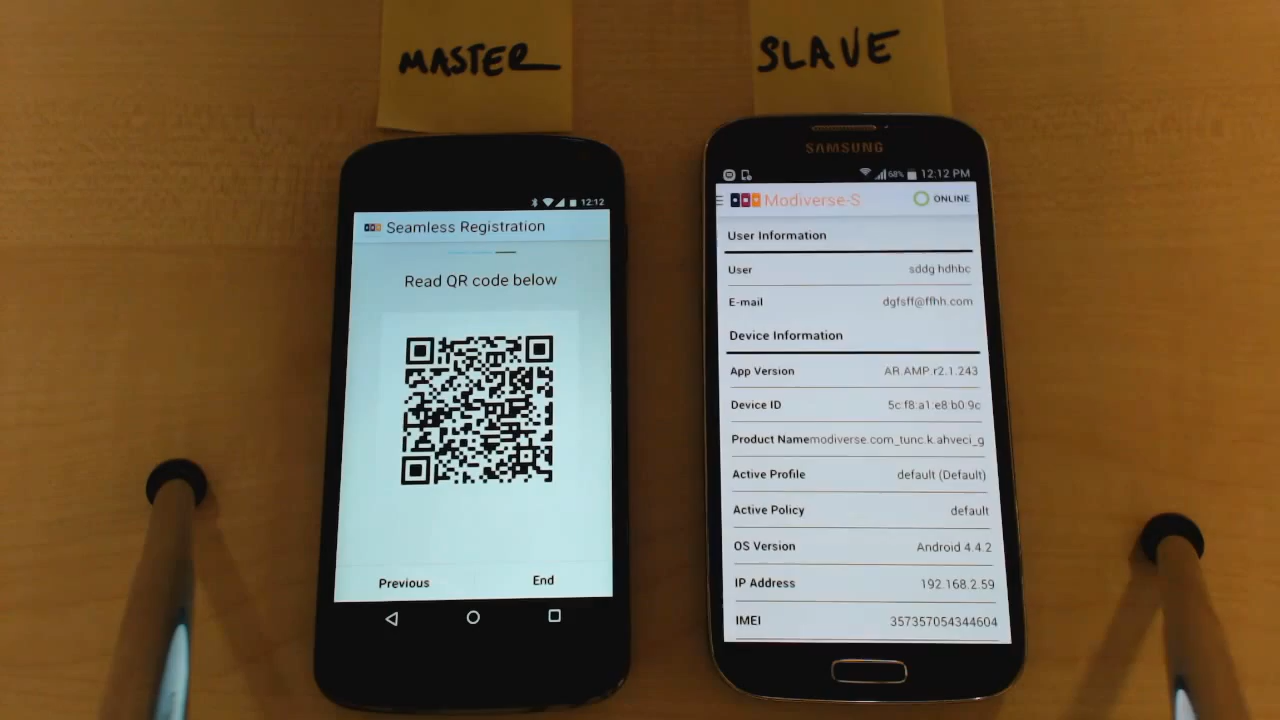 MASTER
SLAVE
12:12
Seamless Registration
Read QR code below
Previous End
SAMSUNG
68% 12:12 PM
Modiverse-S ONLINE
User Information
User sddg hdhbc
E-mail dgfsff@ffhh.com
Device Information
App Version AR.AMP.r2.1.243
Device ID 5c:f8:a1:e8:b0:9c
Product Name modiverse.com_tunc.k.ahveci_g
Active Profile default (Default)
Active Policy default
OS Version Android 4.4.2
IP Address 192.168.2.59
IMEI 357357054344604